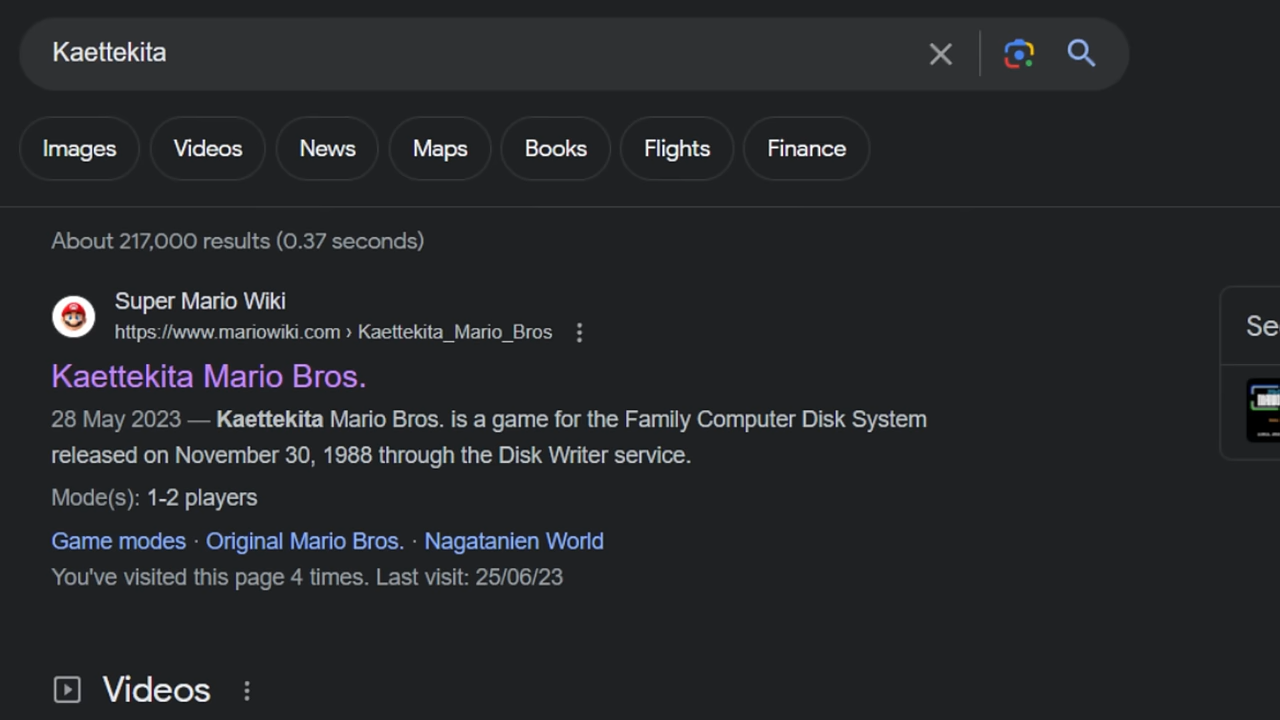 Kaettekita
Images Videos News Maps Books Flights Finance
About 217,000 results (0.37 seconds)
Super Mario Wiki
https://www.mariowiki.com › Kaettekita_Mario_Bros
Kaettekita Mario Bros.
28 May 2023 — Kaettekita Mario Bros. is a game for the Family Computer Disk System
released on November 30, 1988 through the Disk Writer service.
Mode(s): 1-2 players
Game modes · Original Mario Bros. · Nagatanien World
You've visited this page 4 times. Last visit: 25/06/23
Se
Videos